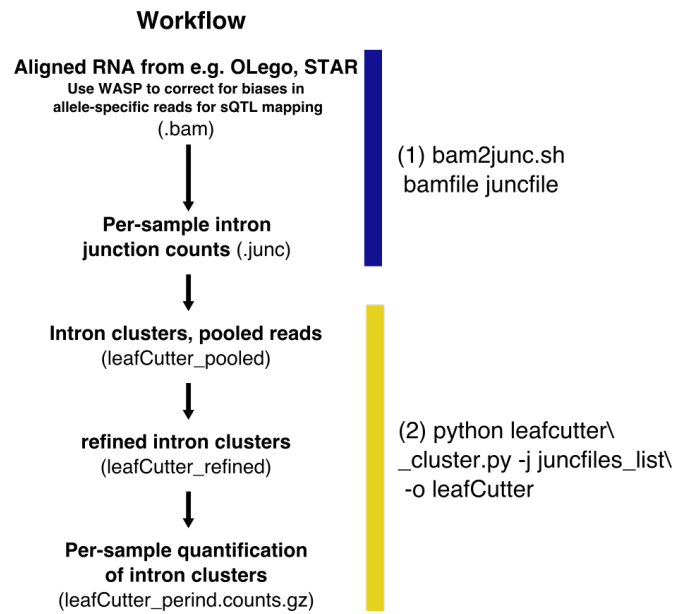 Workflow
Aligned RNA from e.g. OLego, STAR
Use WASP to correct for biases in
allele-specific reads for sQTL mapping
(.bam)
(1) bam2junc.sh
bamfile juncfile
Per-sample intron
junction counts (.junc)
Intron clusters, pooled reads
(leafCutter_pooled)
refined intron clusters
(leafCutter_refined)
(2) python leafcutter\
_cluster.py -j juncfiles_list\
-o leafCutter
Per-sample quantification
of intron clusters
(leafCutter_perind.counts.gz)